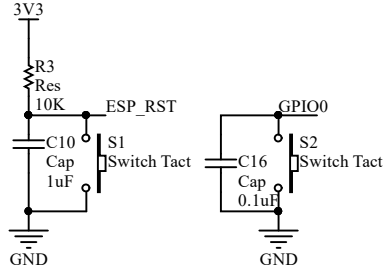 3V3
R3
Res
10K
ESP_RST
GPIO0
C10
Cap
1uF
S1
Switch Tact
C16
Cap
0.1uF
S2
Switch Tact
GND
GND